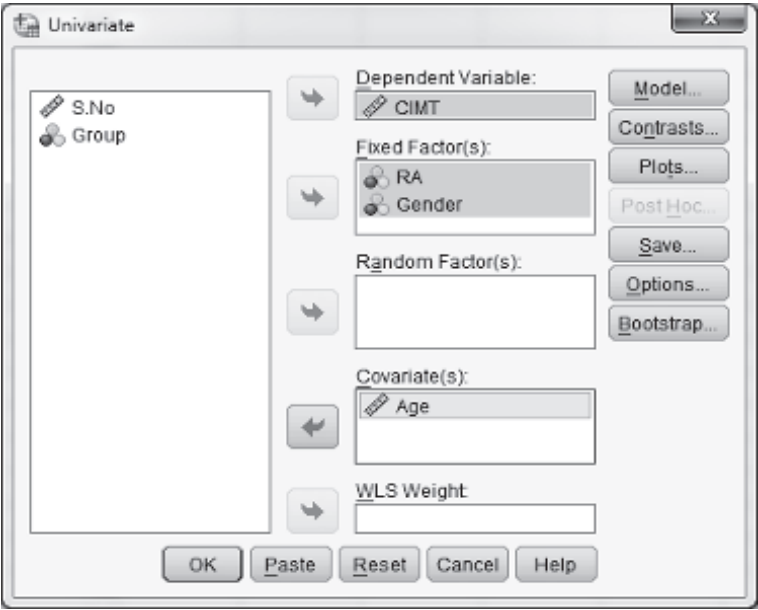 Univariate
S.No
Group
Dependent Variable:
CIMT
Fixed Factor(s):
RA
Gender
Random Factor(s):
Covariate(s):
Age
WLS Weight:
Model...
Contrasts...
Plots...
Post Hoc...
Save...
Options...
Bootstrap...
OK Paste Reset Cancel Help